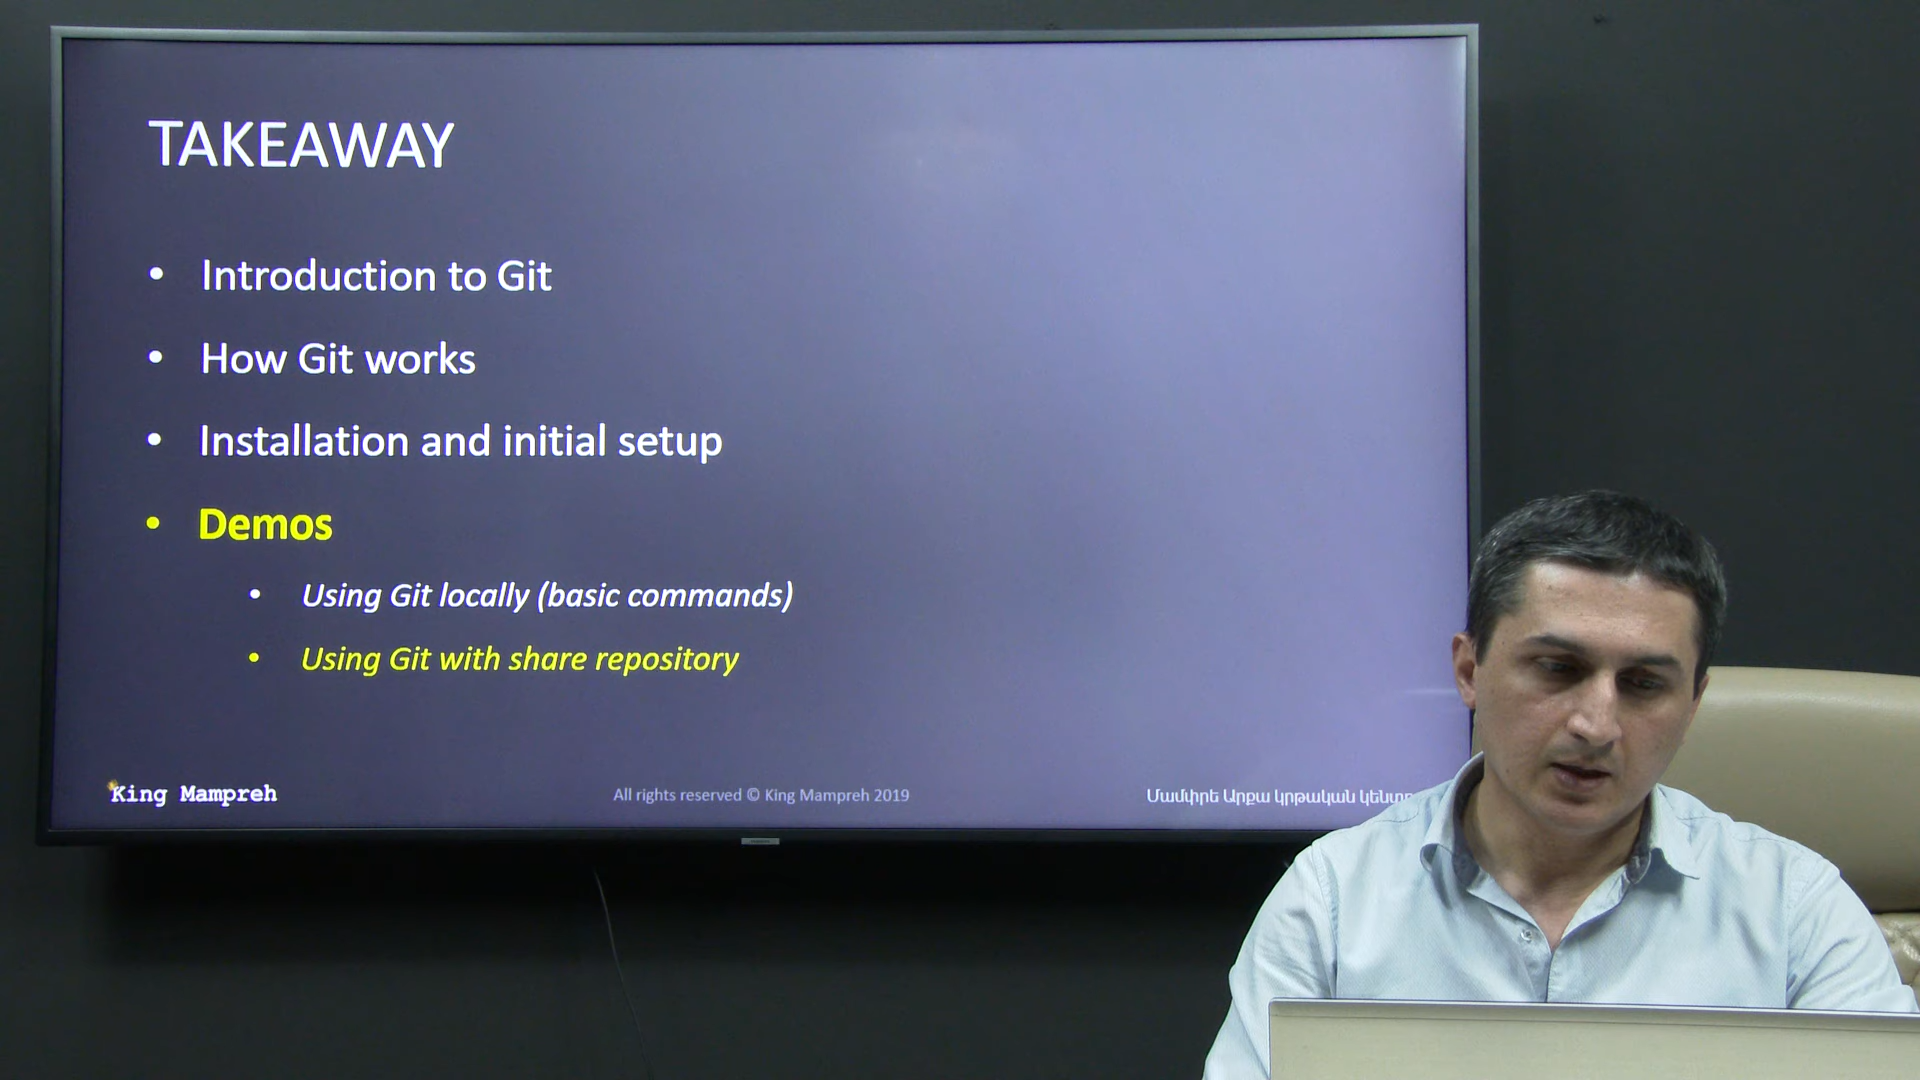 TAKEAWAY
• Introduction to Git
• How Git works
• Installation and initial setup
• Demos
• Using Git locally (basic commands)
• Using Git with share repository
King Mampreh
All rights reserved © King Mampreh 2019
Մամփրե Արքա կրթական